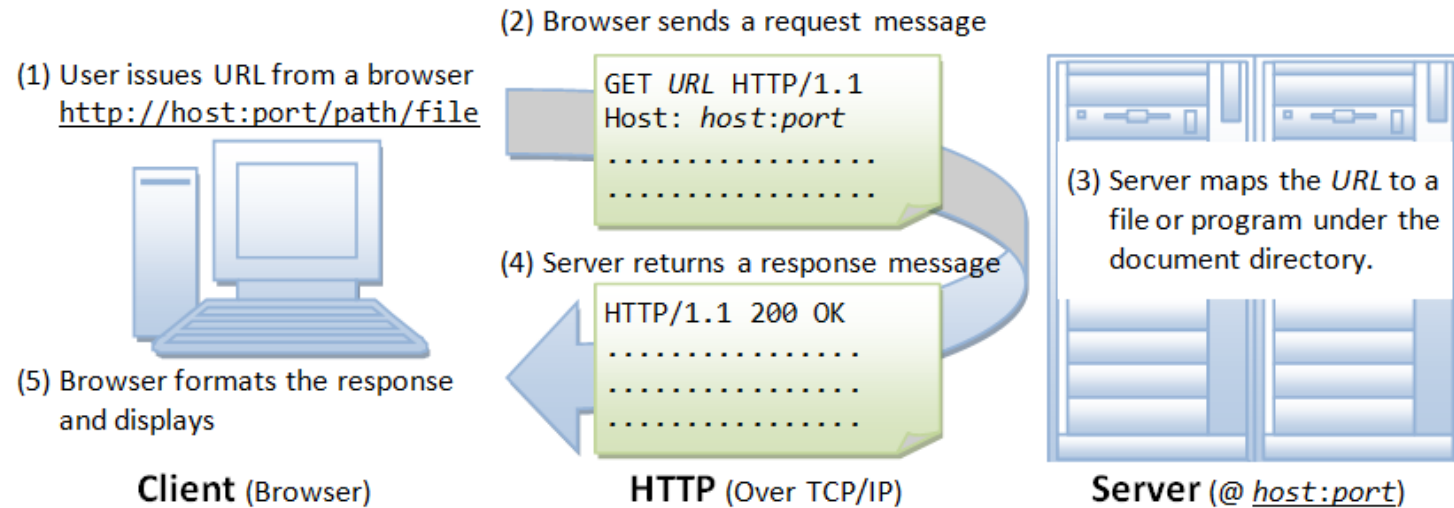 (1) User issues URL from a browser
http://host:port/path/file
(2) Browser sends a request message
GET URL HTTP/1.1
Host: host:port
..................
..................
(3) Server maps the URL to a
file or program under the
document directory.
(4) Server returns a response message
HTTP/1.1 200 OK
.................
.................
.................
(5) Browser formats the response
and displays
Client (Browser)
HTTP (Over TCP/IP)
Server (@ host:port)